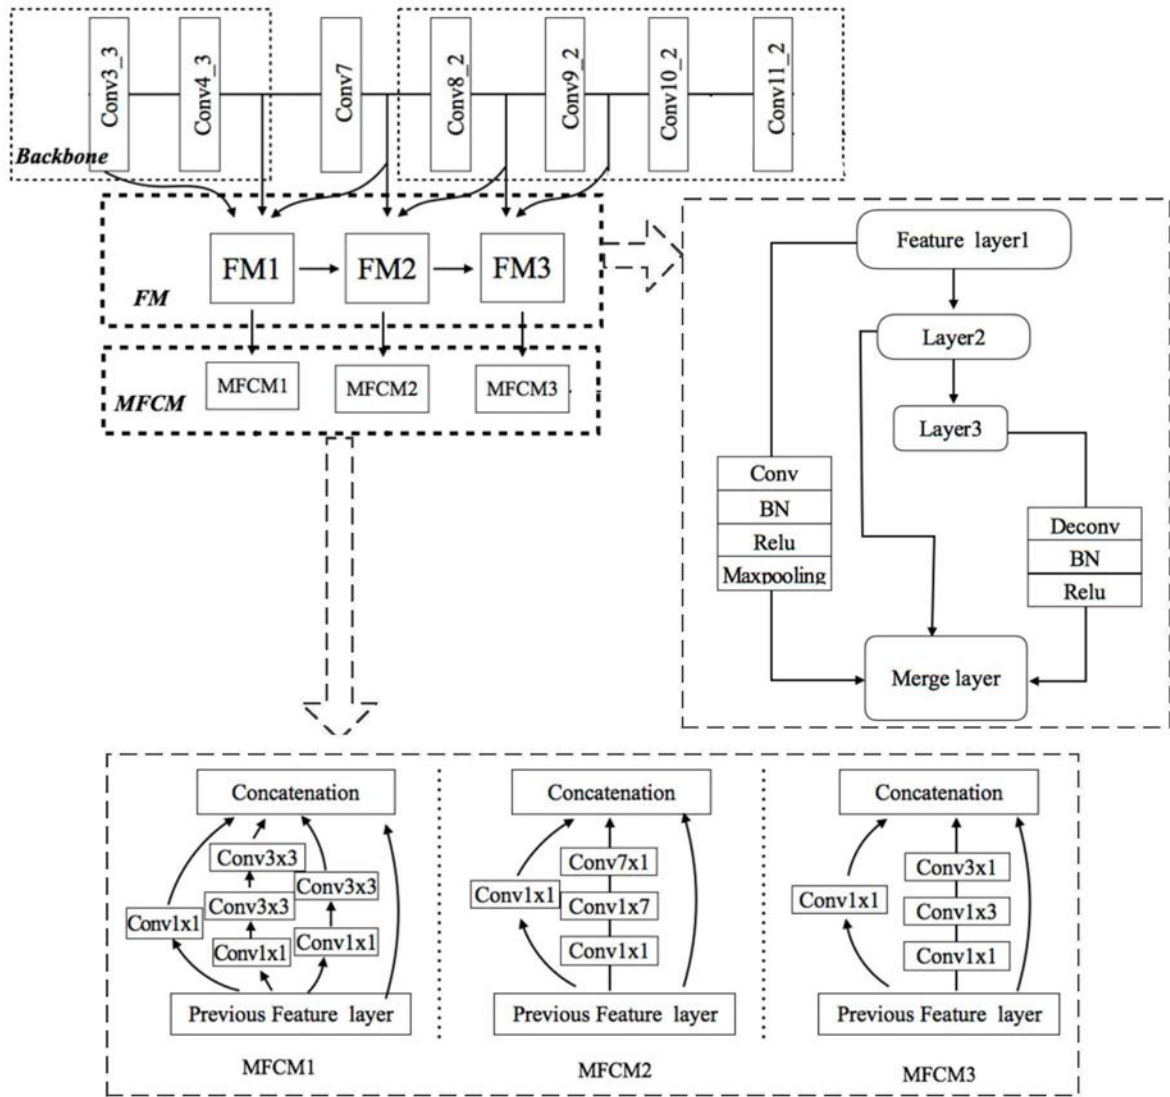 Conv3_3
Conv4_3
Conv7
Conv8_2
Conv9_2
Conv10_2
Conv11_2
Backbone
FM1
FM2
FM3
FM
MFCM1
MFCM2
MFCM3
MFCM
Feature layer1
Layer2
Layer3
Conv
BN
Relu
Maxpooling
Deconv
BN
Relu
Merge layer
Concatenation
Conv3x3
Conv3x3
Conv3x3
Conv1x1
Conv1x1
Conv1x1
Previous Feature layer
MFCM1
Concatenation
Conv7x1
Conv1x1
Conv1x7
Conv1x1
Previous Feature layer
MFCM2
Concatenation
Conv3x1
Conv1x1
Conv1x3
Conv1x1
Previous Feature layer
MFCM3